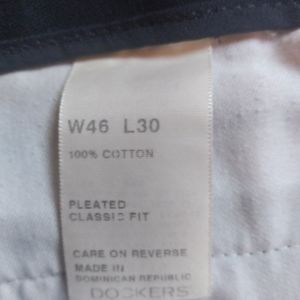 W46 L30
100% COTTON
PLEATED
CLASSIC FIT
CARE ON REVERSE
MADE IN
DOMINICAN REPUBLIC
DOCKERS